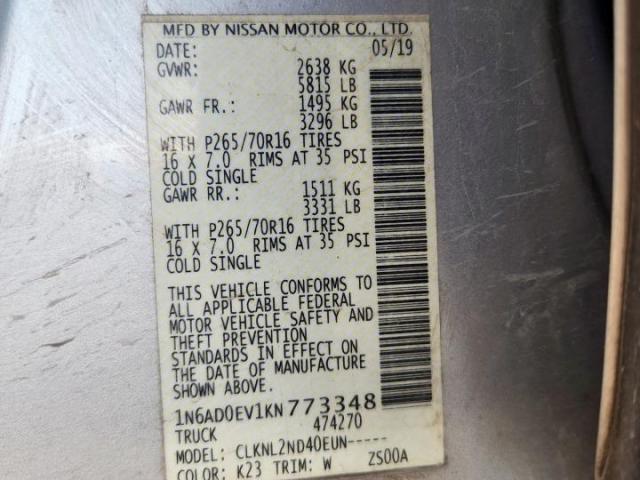 MFD BY NISSAN MOTOR CO., LTD.
DATE: 05/19
GVWR: 2638 KG
5815 LB
GAWR FR.: 1495 KG
3296 LB
WITH P265/70R16 TIRES
16 X 7.0 RIMS AT 35 PSI
COLD SINGLE
GAWR RR.: 1511 KG
3331 LB
WITH P265/70R16 TIRES
16 X 7.0 RIMS AT 35 PSI
COLD SINGLE
THIS VEHICLE CONFORMS TO
ALL APPLICABLE FEDERAL
MOTOR VEHICLE SAFETY AND
THEFT PREVENTION
STANDARDS IN EFFECT ON
THE DATE OF MANUFACTURE
SHOWN ABOVE.
1N6AD0EV1KN773348
TRUCK 474270
MODEL: CLKNL2ND40EUN-----
COLOR: K23 TRIM: W ZS00A